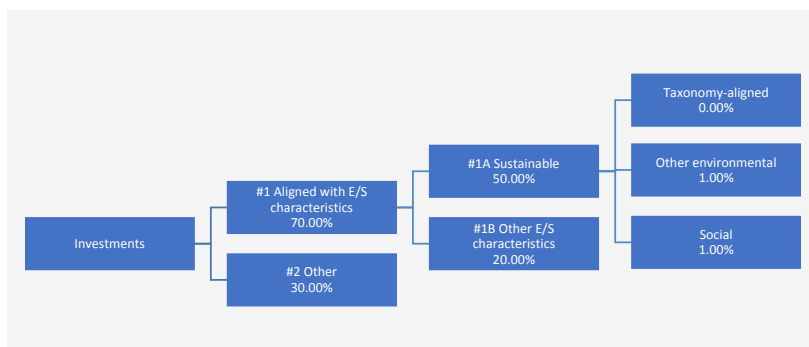 Investments
#1 Aligned with E/S
characteristics
70.00%
#2 Other
30.00%
#1A Sustainable
50.00%
#1B Other E/S
characteristics
20.00%
Taxonomy-aligned
0.00%
Other environmental
1.00%
Social
1.00%